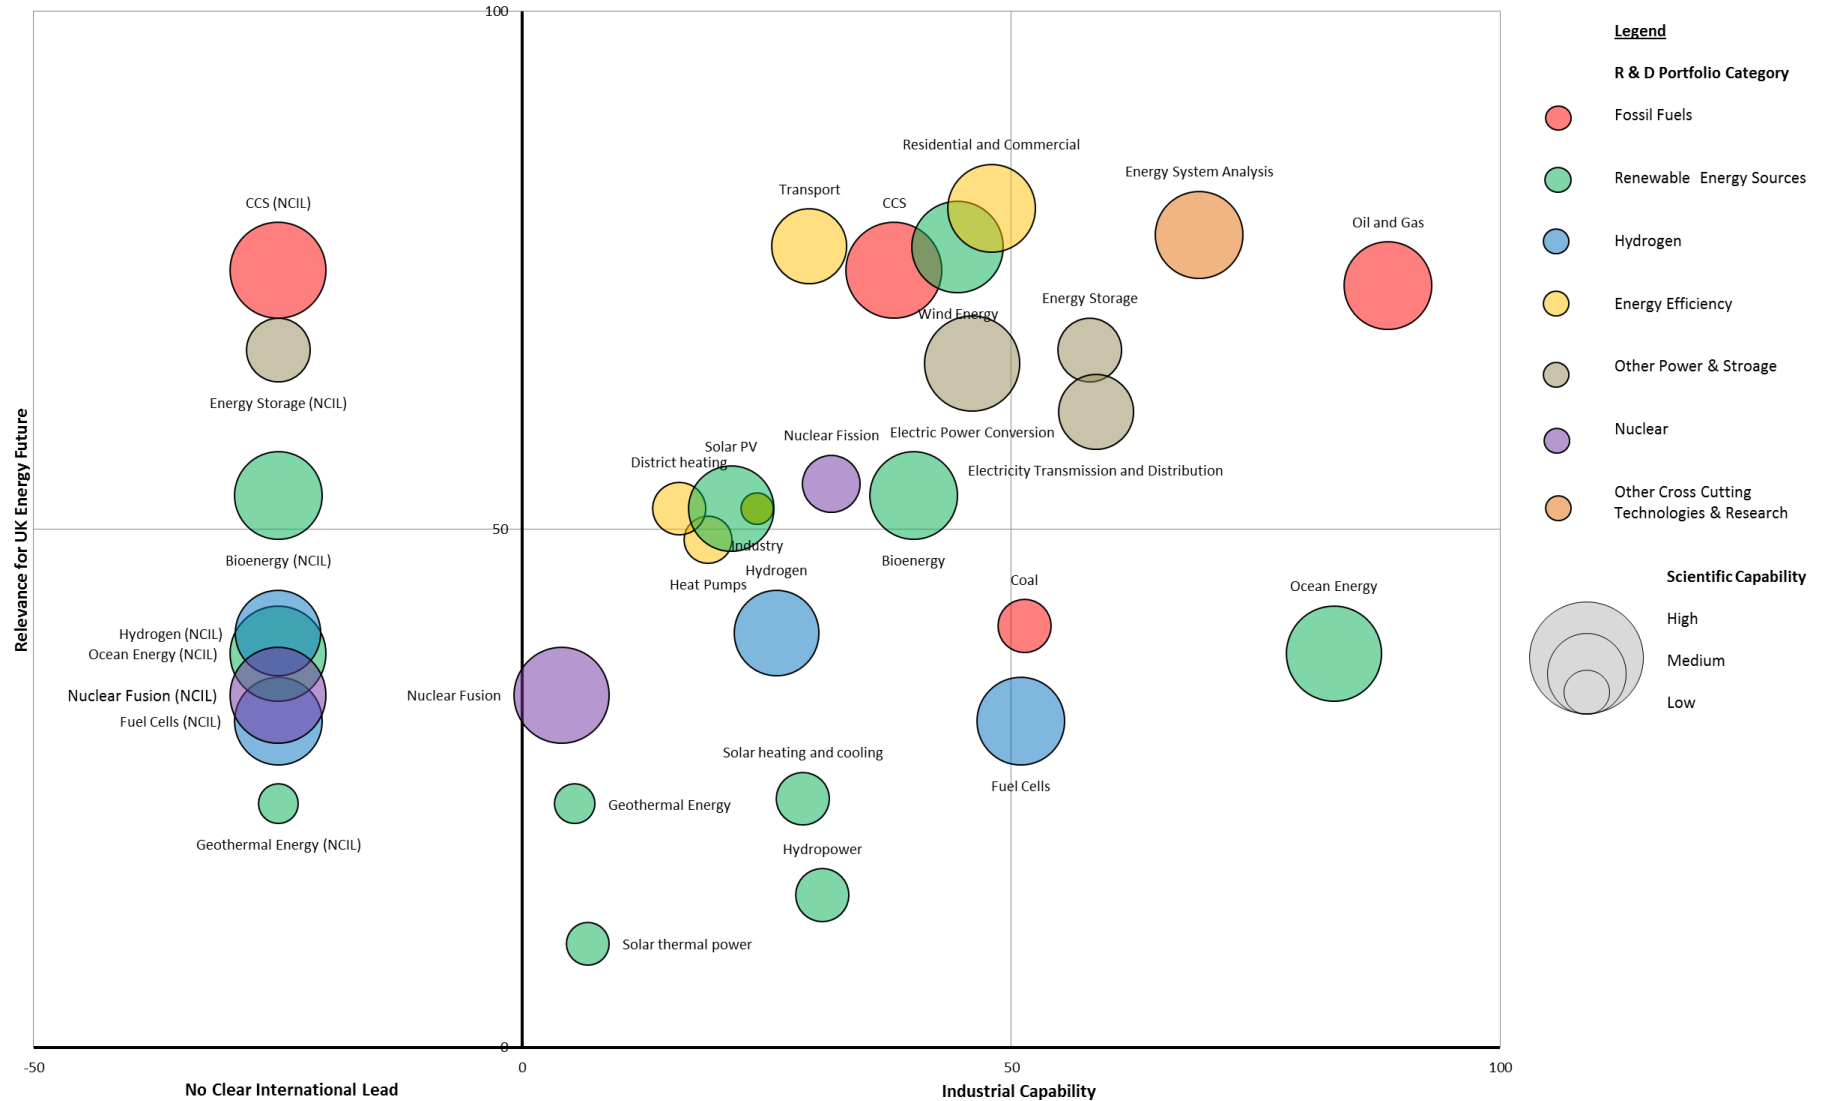 100
Legend
R & D Portfolio Category
Fossil Fuels
Residential and Commercial
Energy System Analysis
Renewable Energy Sources
Transport
CCS (NCIL)
CCS
Oil and Gas
Hydrogen
Energy Storage
Energy Efficiency
Wind Energy
Other Power & Stroage
Energy Storage (NCIL)
Nuclear Fission
Electric Power Conversion
Nuclear
Solar PV
District heating
Electricity Transmission and Distribution
Relevance for UK Energy Future
Other Cross Cutting
Technologies & Research
50
Industry
Bioenergy (NCIL)
Bioenergy
Hydrogen
Heat Pumps
Coal
Ocean Energy
Scientific Capability
High
Hydrogen (NCIL)
Ocean Energy (NCIL)
Medium
Nuclear Fusion (NCIL)
Nuclear Fusion
Low
Fuel Cells (NCIL)
Solar heating and cooling
Fuel Cells
Geothermal Energy
Geothermal Energy (NCIL)
Hydropower
Solar thermal power
0
-50
0
50
100
No Clear International Lead
Industrial Capability